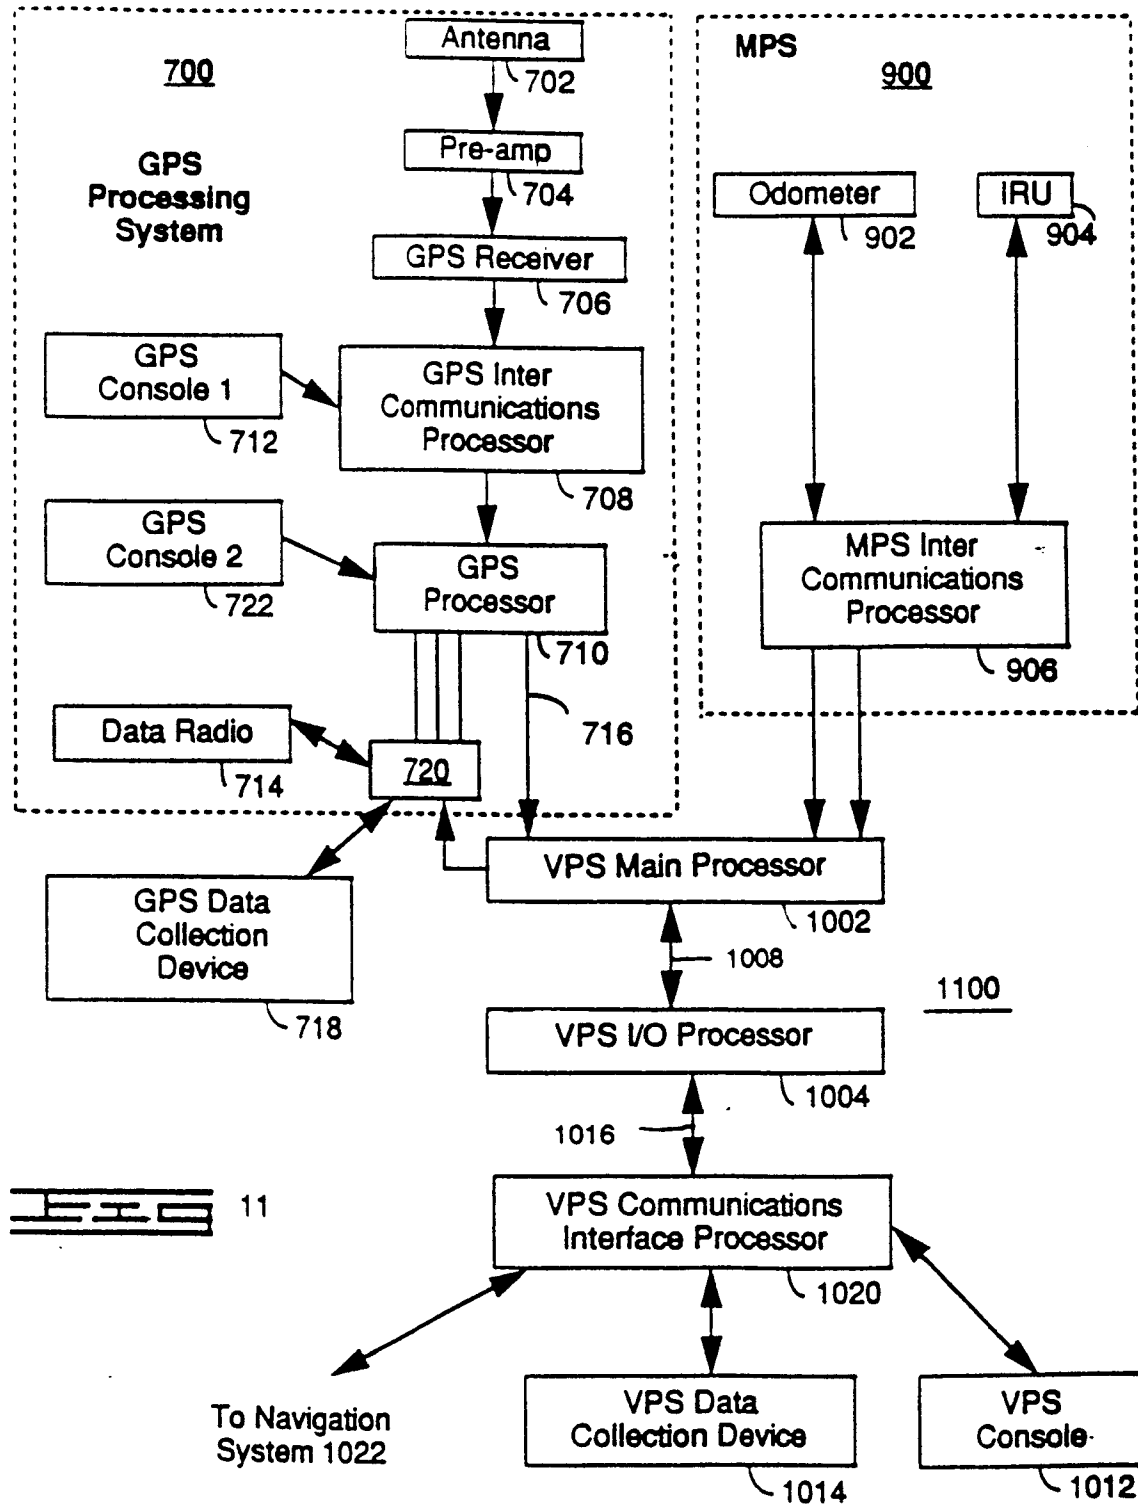 Antenna
702
700
Pre-amp
704
GPS
Processing
System
GPS Receiver
706
GPS
Console 1
712
GPS Inter
Communications
Processor
708
GPS
Console 2
722
GPS
Processor
710
716
Data Radio
714
720
GPS Data
Collection
Device
718
MPS
900
Odometer
902
IRU
904
MPS Inter
Communications
Processor
906
VPS Main Processor
1002
1008
1100
VPS I/O Processor
1004
1016
11
VPS Communications
Interface Processor
1020
To Navigation
System 1022
VPS Data
Collection Device
1014
VPS
Console
1012